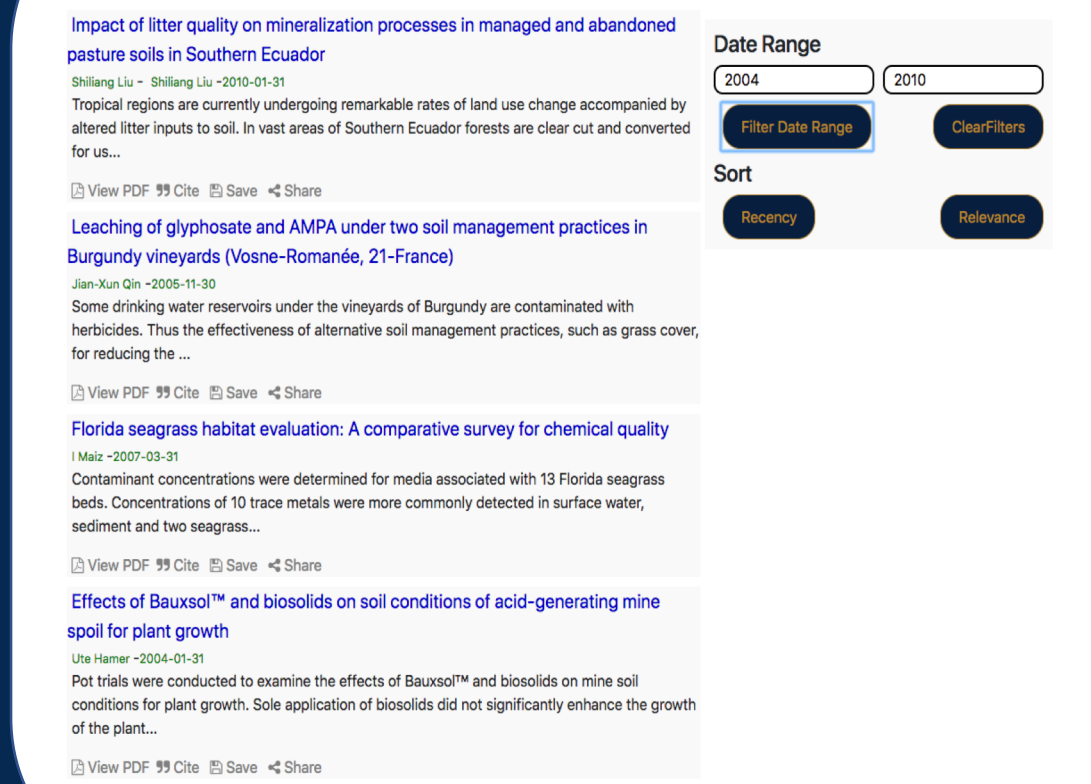 Impact of litter quality on mineralization processes in managed and abandoned
pasture soils in Southern Ecuador
Shiliang Liu - Shiliang Liu -2010-01-31
Tropical regions are currently undergoing remarkable rates of land use change accompanied by
altered litter inputs to soil. In vast areas of Southern Ecuador forests are clear cut and converted
for us...
View PDF Cite Save Share
Leaching of glyphosate and AMPA under two soil management practices in
Burgundy vineyards (Vosne-Romanée, 21-France)
Jian-Xun Qin -2005-11-30
Some drinking water reservoirs under the vineyards of Burgundy are contaminated with
herbicides. Thus the effectiveness of alternative soil management practices, such as grass cover,
for reducing the ...
View PDF Cite Save Share
Florida seagrass habitat evaluation: A comparative survey for chemical quality
I Maiz -2007-03-31
Contaminant concentrations were determined for media associated with 13 Florida seagrass
beds. Concentrations of 10 trace metals were more commonly detected in surface water,
sediment and two seagrass...
View PDF Cite Save Share
Effects of Bauxsol™ and biosolids on soil conditions of acid-generating mine
spoil for plant growth
Ute Hamer -2004-01-31
Pot trials were conducted to examine the effects of Bauxsol™ and biosolids on mine soil
conditions for plant growth. Sole application of biosolids did not significantly enhance the growth
of the plant...
View PDF Cite Save Share
Date Range
2004 2010
Filter Date Range ClearFilters
Sort
Recency Relevance